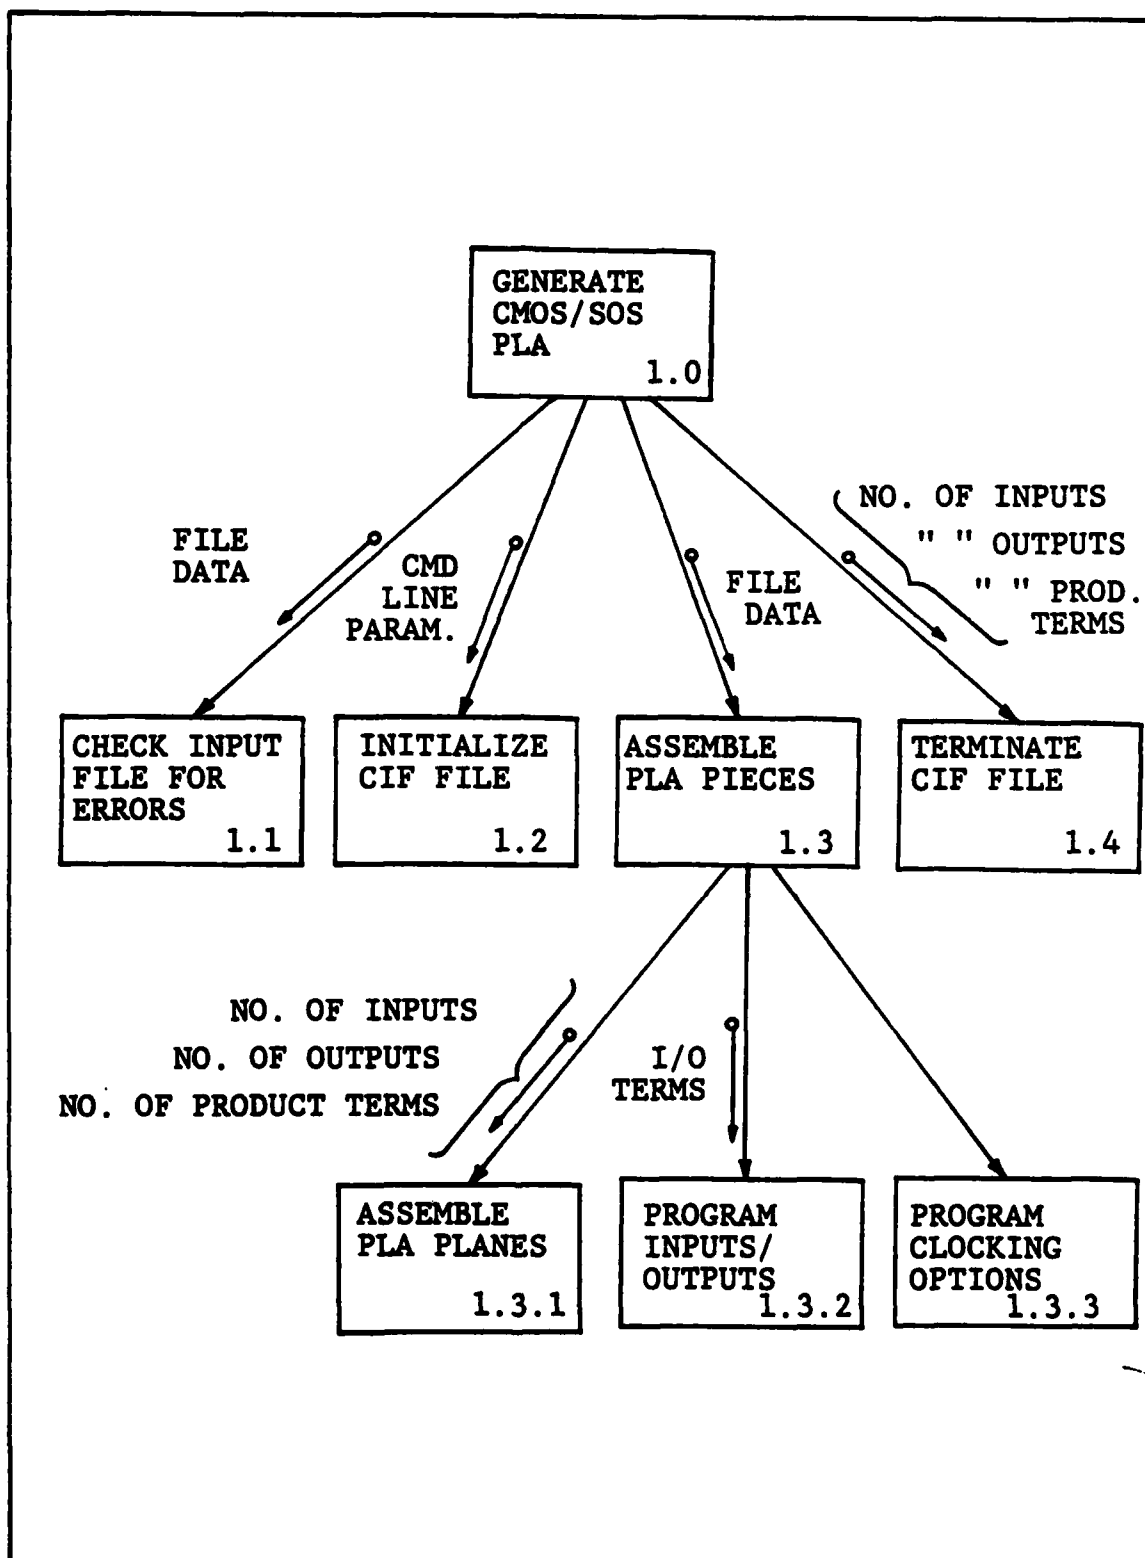 GENERATE
CMOS/SOS
PLA
1.0
FILE
DATA
CMD
LINE
PARAM.
FILE
DATA
NO. OF INPUTS
" " OUTPUTS
" " PROD.
TERMS
CHECK INPUT
FILE FOR
ERRORS
1.1
INITIALIZE
CIF FILE
1.2
ASSEMBLE
PLA PIECES
1.3
TERMINATE
CIF FILE
1.4
NO. OF INPUTS
NO. OF OUTPUTS
NO. OF PRODUCT TERMS
I/O
TERMS
ASSEMBLE
PLA PLANES
1.3.1
PROGRAM
INPUTS/
OUTPUTS
1.3.2
PROGRAM
CLOCKING
OPTIONS
1.3.3